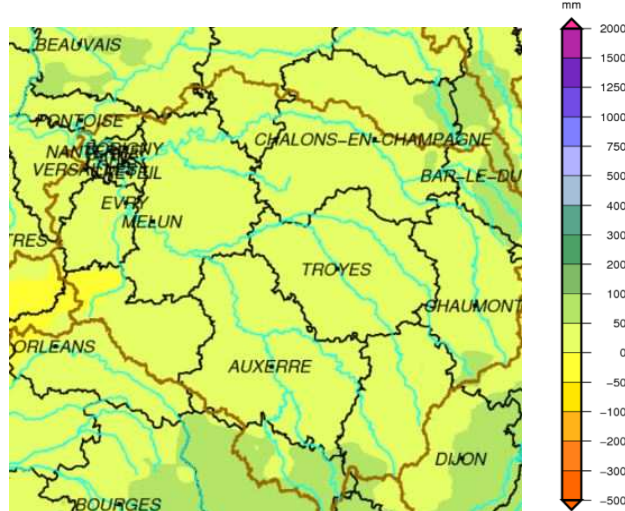 mm
BEAUVAIS
2000
1500
1250
PONTOISE
1000
CHALONS-EN-CHAMPAGNE
750
BAR-LE-DU
500
EVRY
400
MELUN
300
TRES
TROYES
200
CHAUMONT
100
50
ORLEANS
0
AUXERRE
-50
-100
-200
DIJON
-300
BOURGES
-500